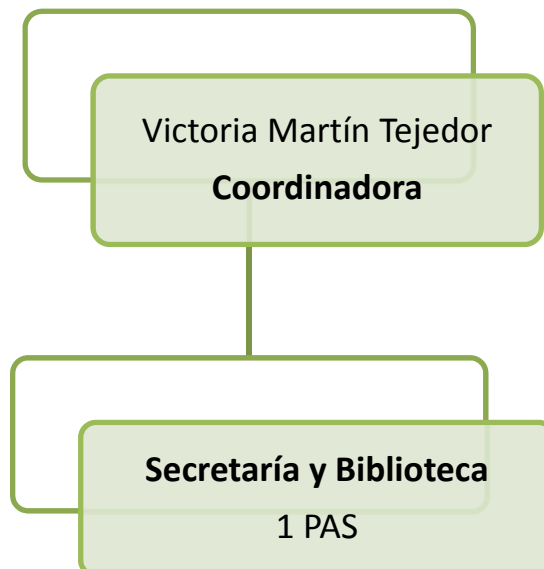 Victoria Martín Tejedor
Coordinadora
Secretaría y Biblioteca
1 PAS